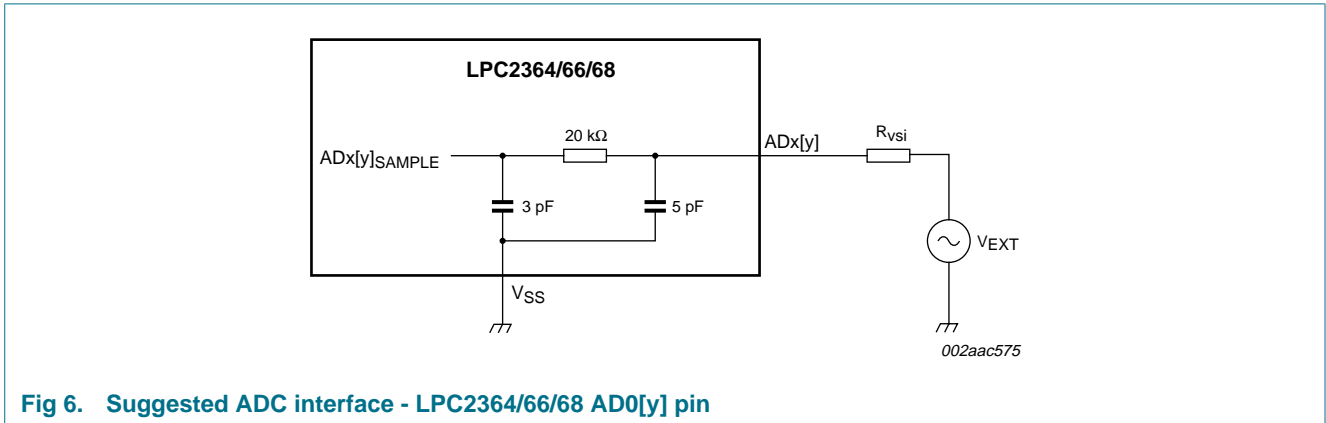 LPC2364/66/68
20 kΩ
ADx[y]
Rvsi
ADx[y]SAMPLE
3 pF
5 pF
VEXT
VSS
002aac575
Fig 6. Suggested ADC interface - LPC2364/66/68 AD0[y] pin